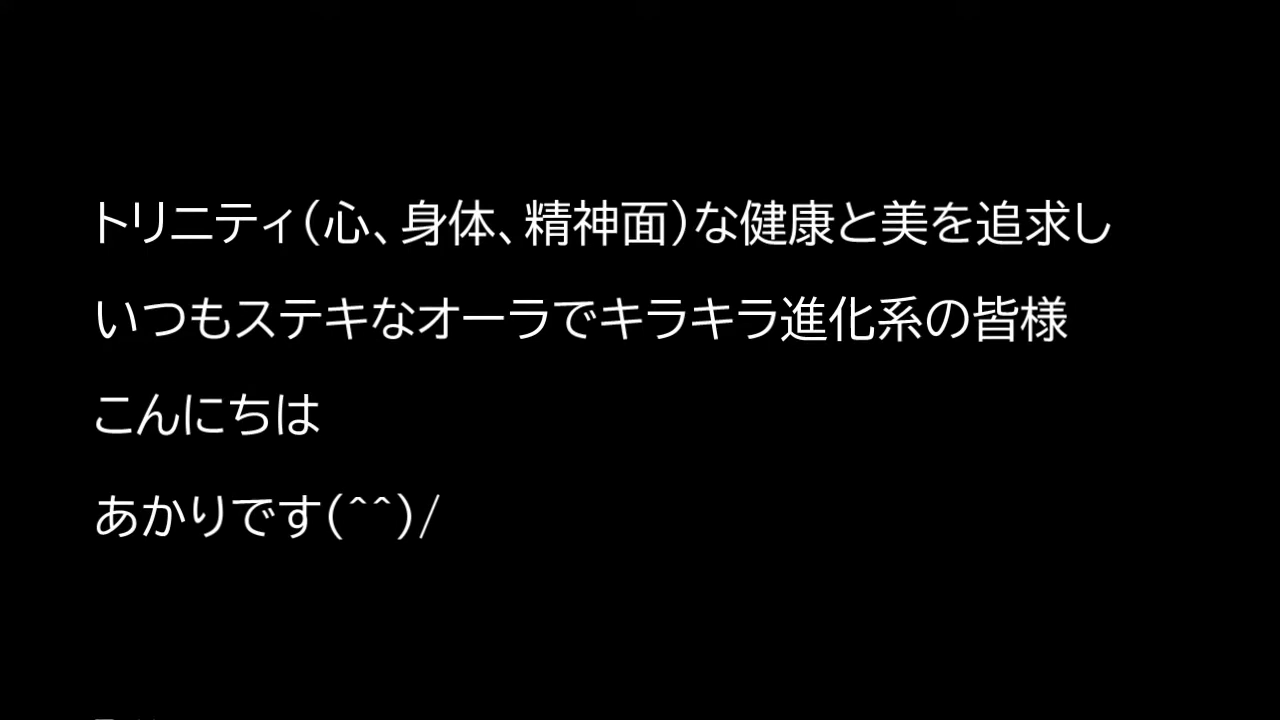 トリニティ(心、身体、精神面)な健康と美を追求し
いつもステキなオーラでキラキラ進化系の皆様
こんにちは
あかりです(^^)/